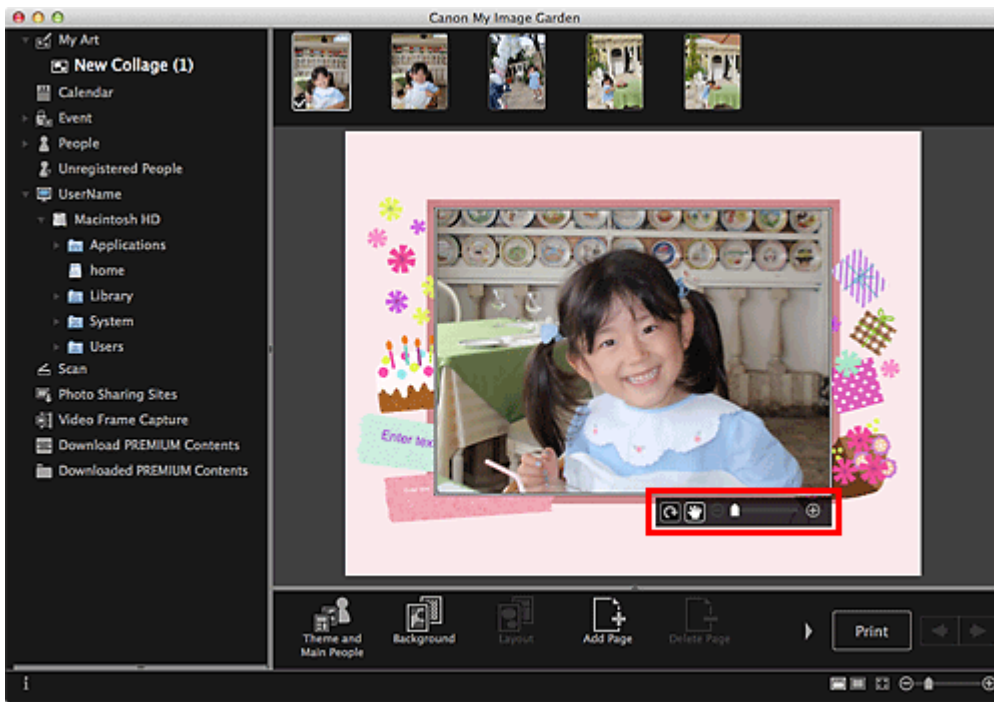 Canon My Image Garden
My Art
New Collage (1)
Calendar
Event
People
Unregistered People
UserName
Macintosh HD
Applications
home
Library
System
Users
Scan
Photo Sharing Sites
Video Frame Capture
Download PREMIUM Contents
Downloaded PREMIUM Contents
Enter tex
Theme and
Main People
Background
Layout
Add Page
Delete Page
Print